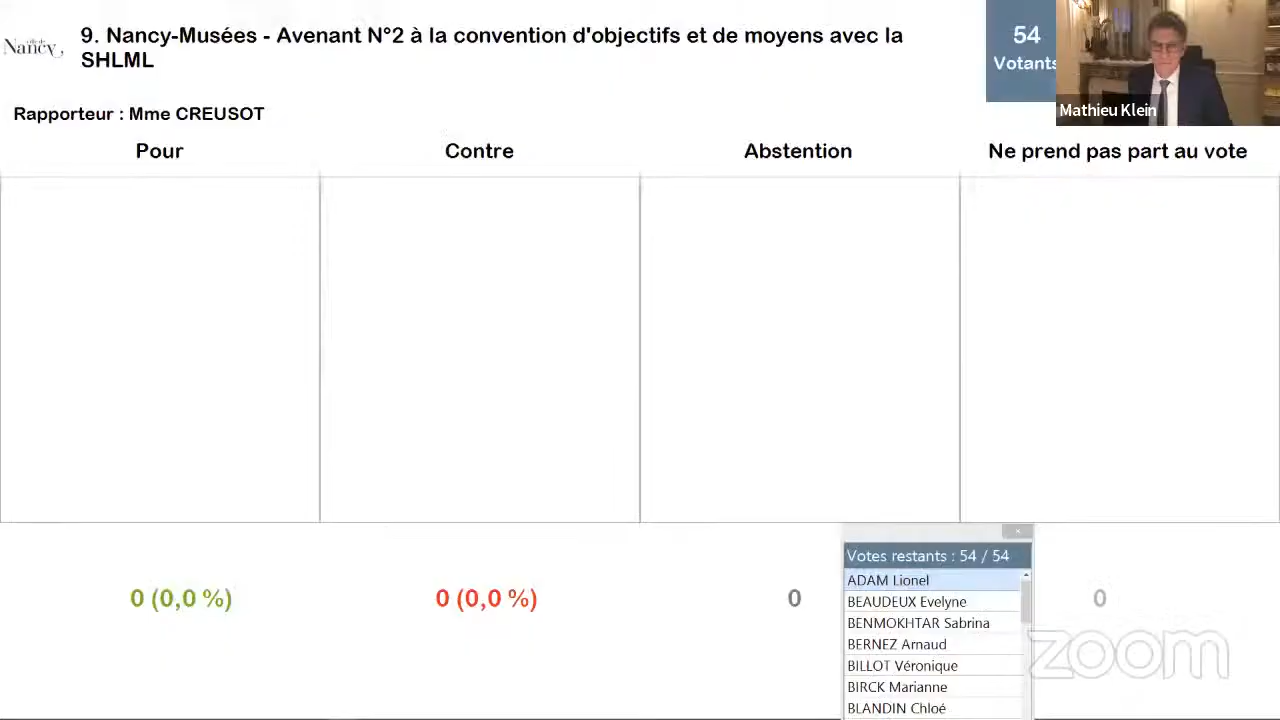 ville de
Nancy,
9. Nancy-Musées - Avenant N°2 à la convention d'objectifs et de moyens avec la
SHLML
54
Votants
Mathieu Klein
Rapporteur : Mme CREUSOT
Pour
Contre
Abstention
Ne prend pas part au vote
Votes restants : 54 / 54
ADAM Lionel
BEAUDEUX Evelyne
BENMOKHTAR Sabrina
BERNEZ Arnaud
BILLOT Véronique
BIRCK Marianne
BLANDIN Chloé
0 (0,0 %)
0 (0,0 %)
0
0
zoom